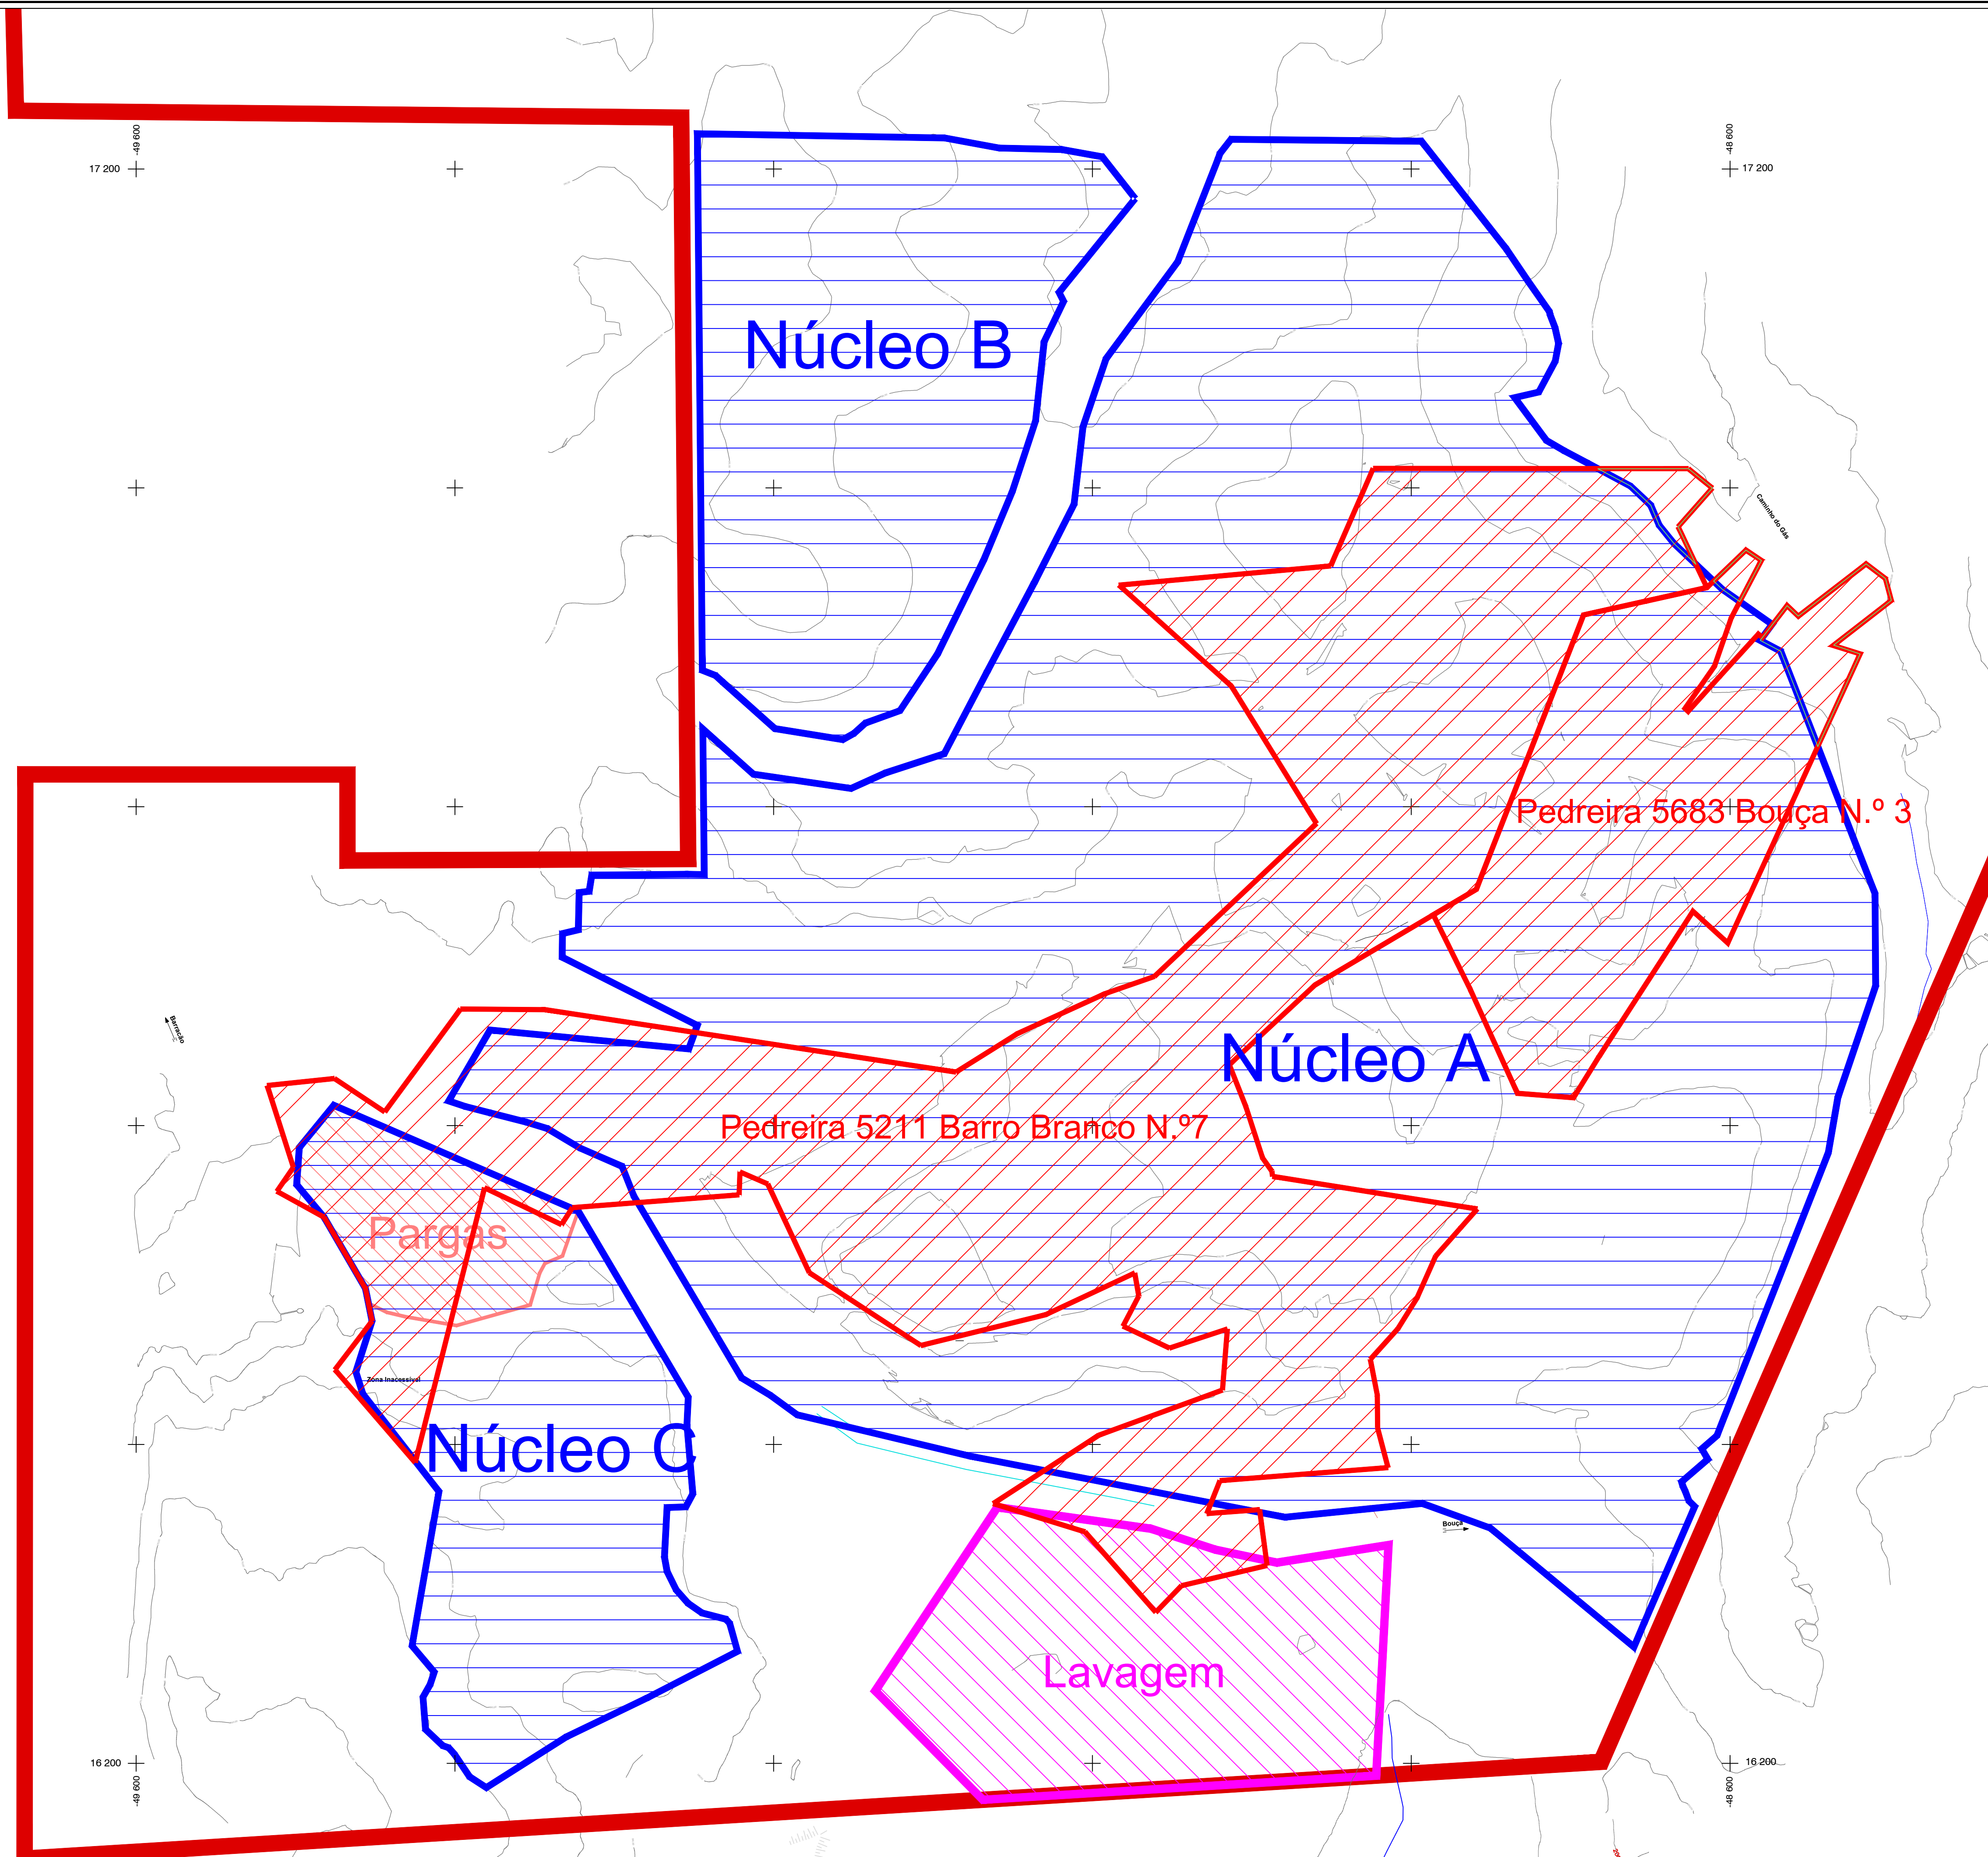 -49 600
-48 600
17 200
17 200
Núcleo B
Caminho do Gás
Pedreira 5683 Bouça N.º 3
Barracão
Núcleo A
Pedreira 5211 Barro Branco N.º7
Pargas
Zona Inacessível
Núcleo C
Bouça
Lavagem
16 200
16 200
-49 600
-48 600